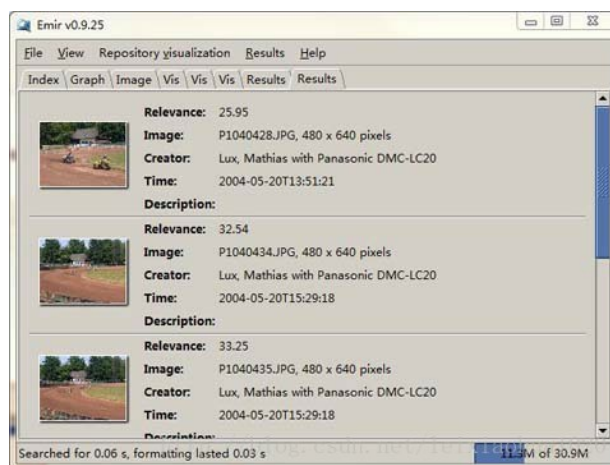 Emir v0.9.25
File View Repository visualization Results Help
Index Graph Image Vis Vis Vis Results Results
Relevance: 25.95
Image: P1040428.JPG, 480 x 640 pixels
Creator: Lux, Mathias with Panasonic DMC-LC20
Time: 2004-05-20T13:51:21
Description:
Relevance: 32.54
Image: P1040434.JPG, 480 x 640 pixels
Creator: Lux, Mathias with Panasonic DMC-LC20
Time: 2004-05-20T15:29:18
Description:
Relevance: 33.25
Image: P1040435.JPG, 480 x 640 pixels
Creator: Lux, Mathias with Panasonic DMC-LC20
Time: 2004-05-20T15:29:18
Description:
Searched for 0.06 s, formatting lasted 0.03 s
of 30.9M